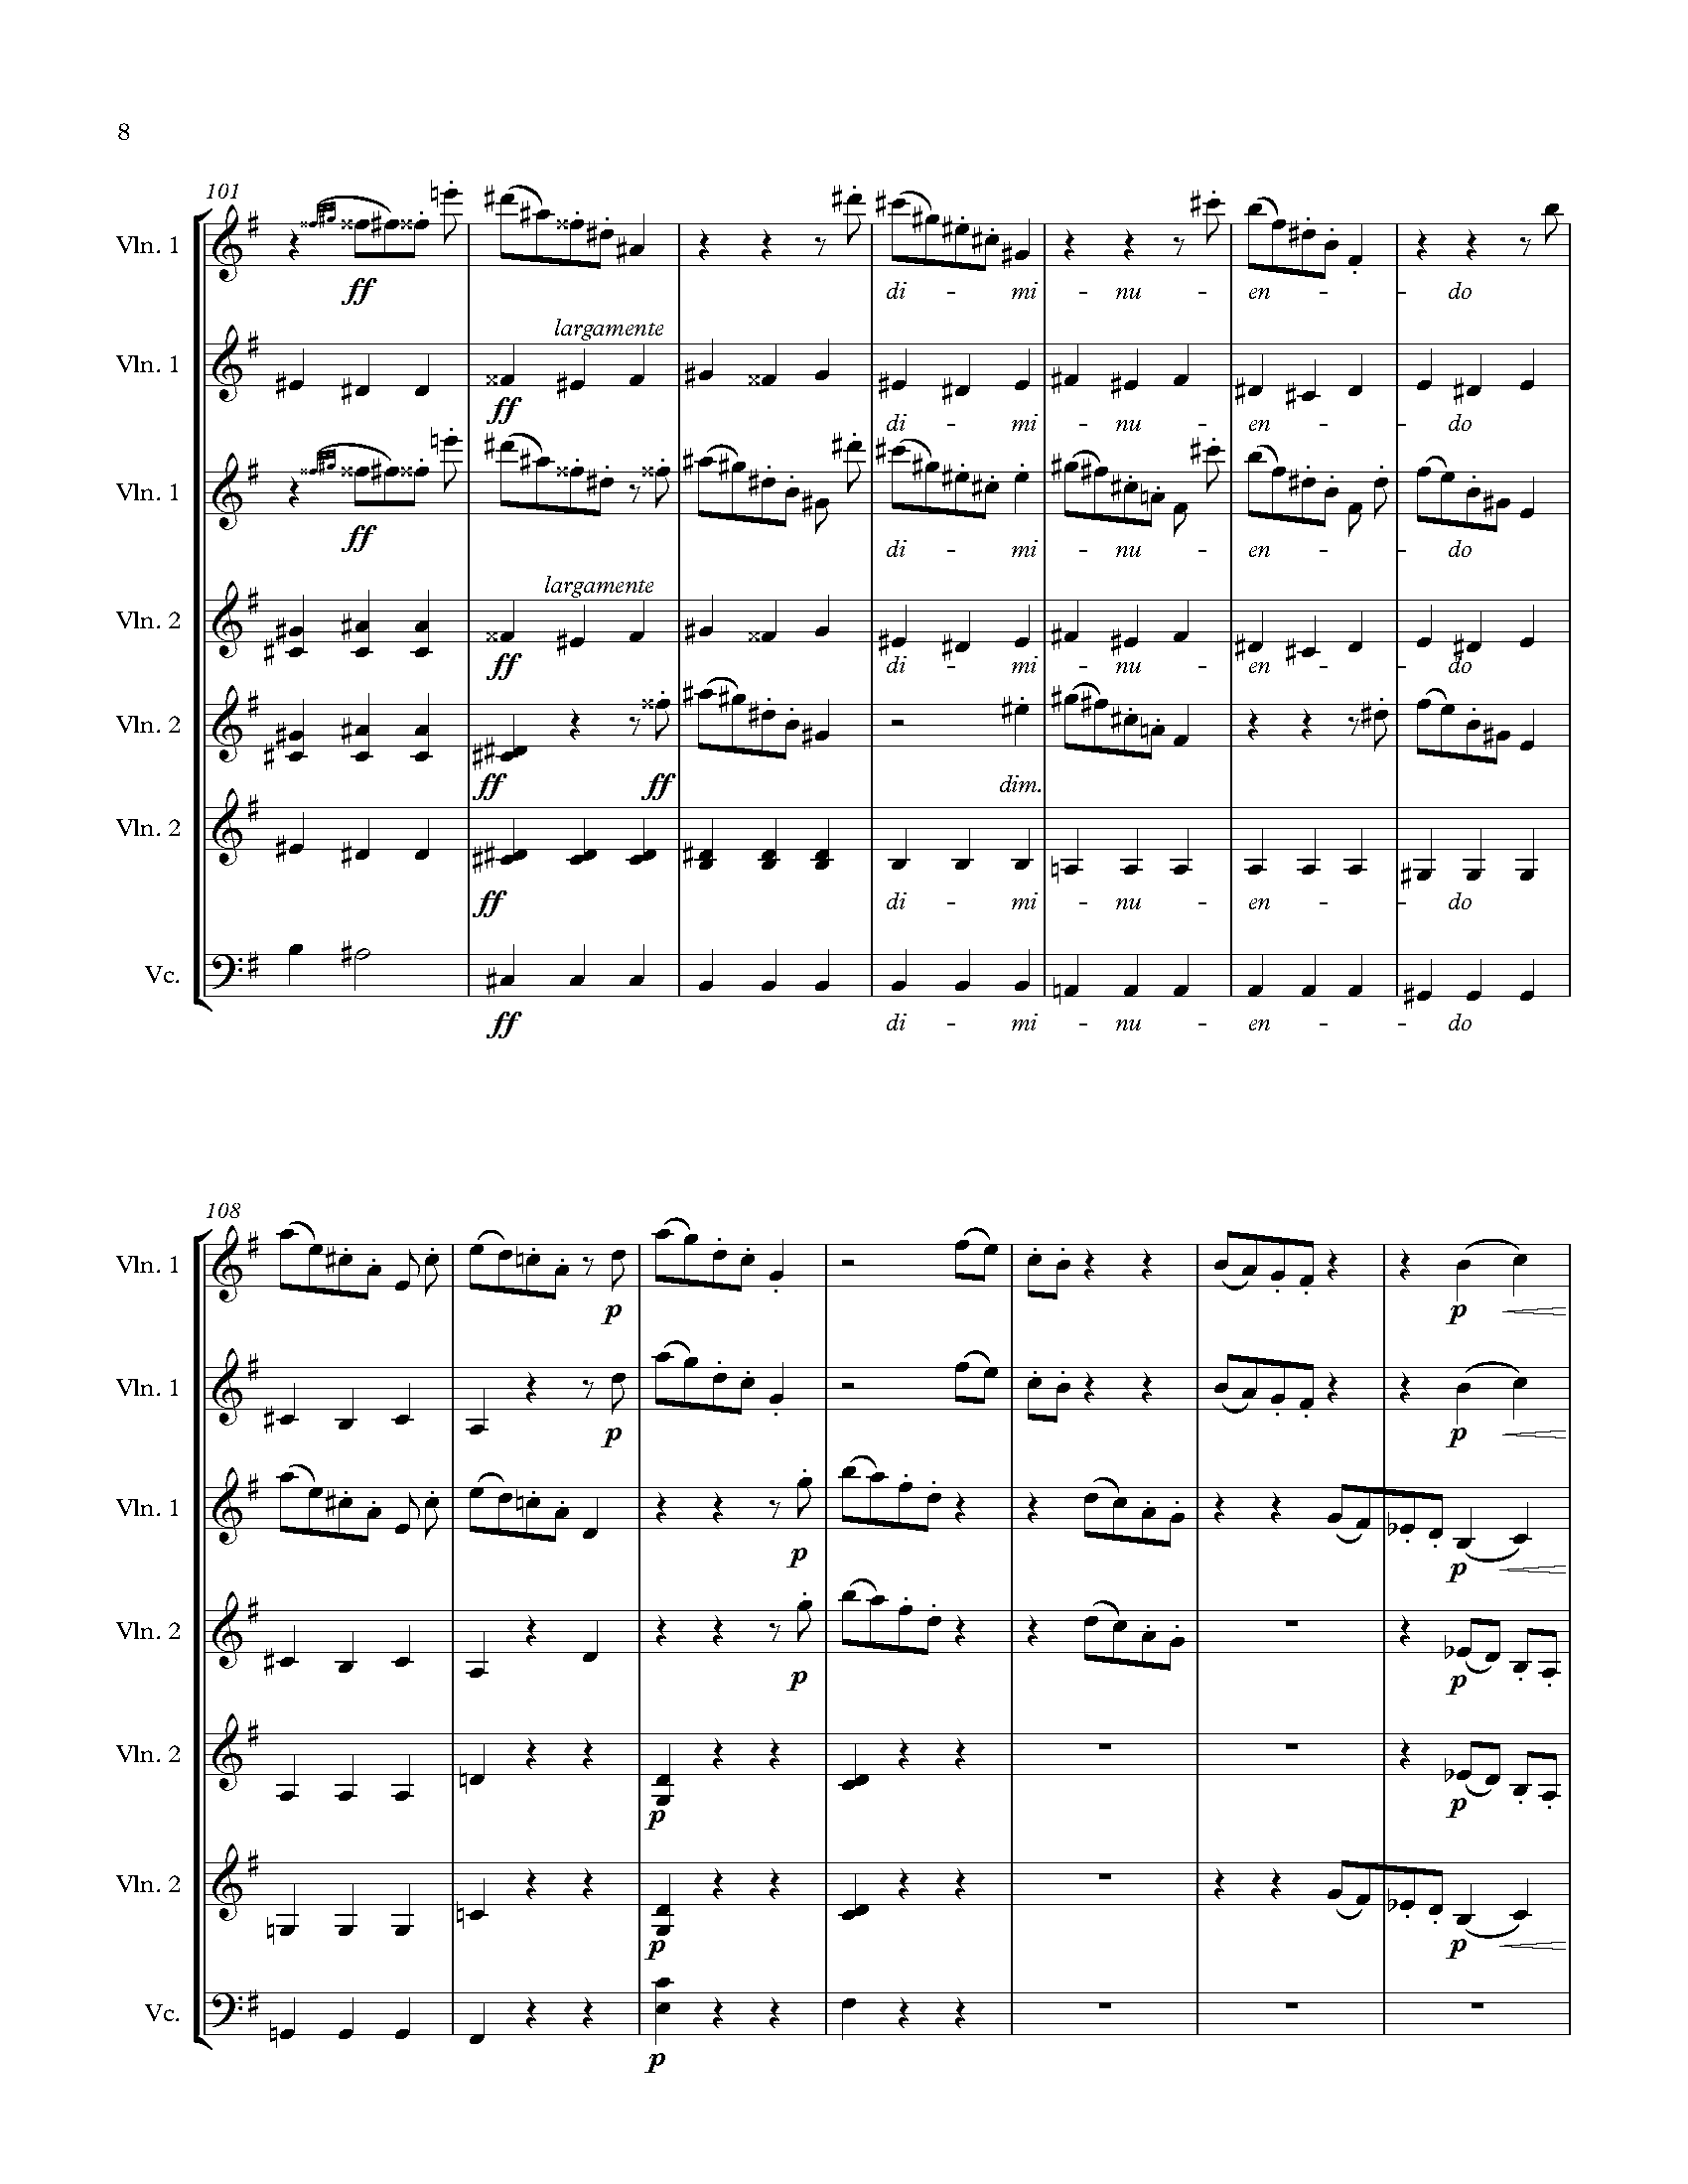 8
101
Vln. 1
ff
di - mi - nu - en - - do
largamente
Vln. 1
ff
di - mi - nu - en - - do
Vln. 1
ff
di - mi - nu - en - - do
largamente
Vln. 2
ff
di - mi - nu - en - - do
Vln. 2
ff ff dim.
Vln. 2
ff
di - mi - nu - en - - do
Vc.
ff
di - mi - nu - en - - do
108
Vln. 1
p p
Vln. 1
p p
Vln. 1
p p
Vln. 2
p p
Vln. 2
p p
Vln. 2
p p
Vc.
p